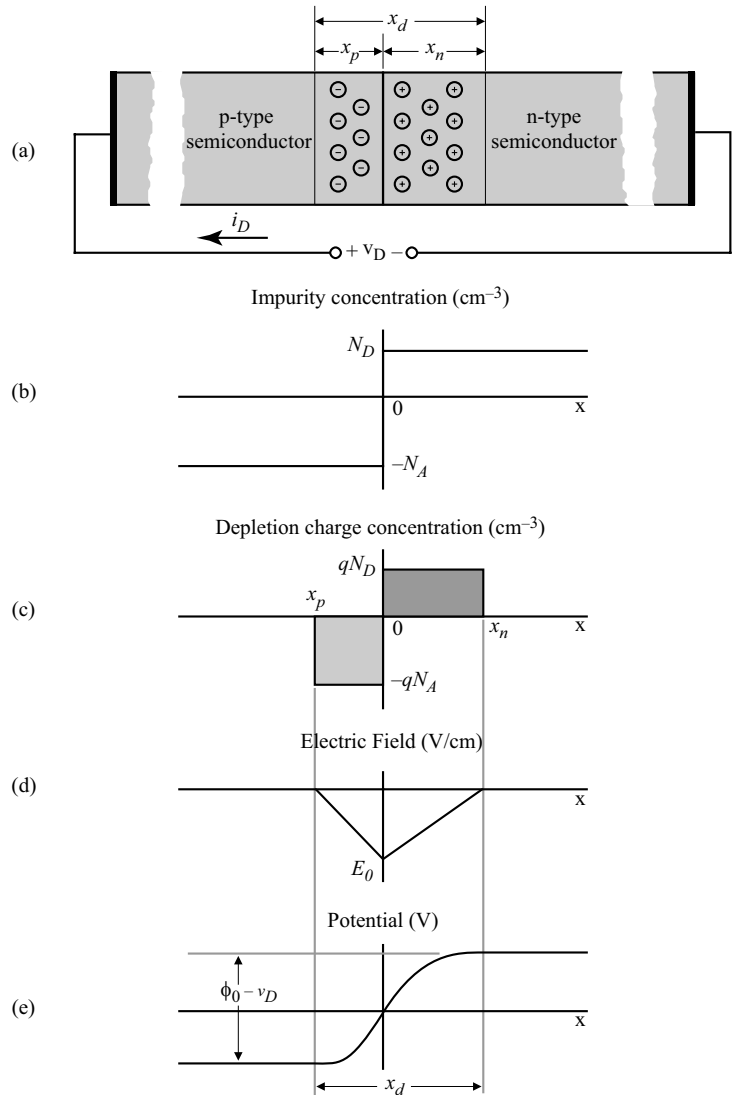 x_d
x_p x_n
p-type semiconductor
n-type semiconductor
− + 
(a)
i_D
+ v_D –
Impurity concentration (cm⁻³)
N_D
(b)
0 x
–N_A
Depletion charge concentration (cm⁻³)
qN_D
x_p
(c)
0 x_n x
–qN_A
Electric Field (V/cm)
(d)
x
E_0
Potential (V)
ϕ_0 – v_D
(e)
x
x_d